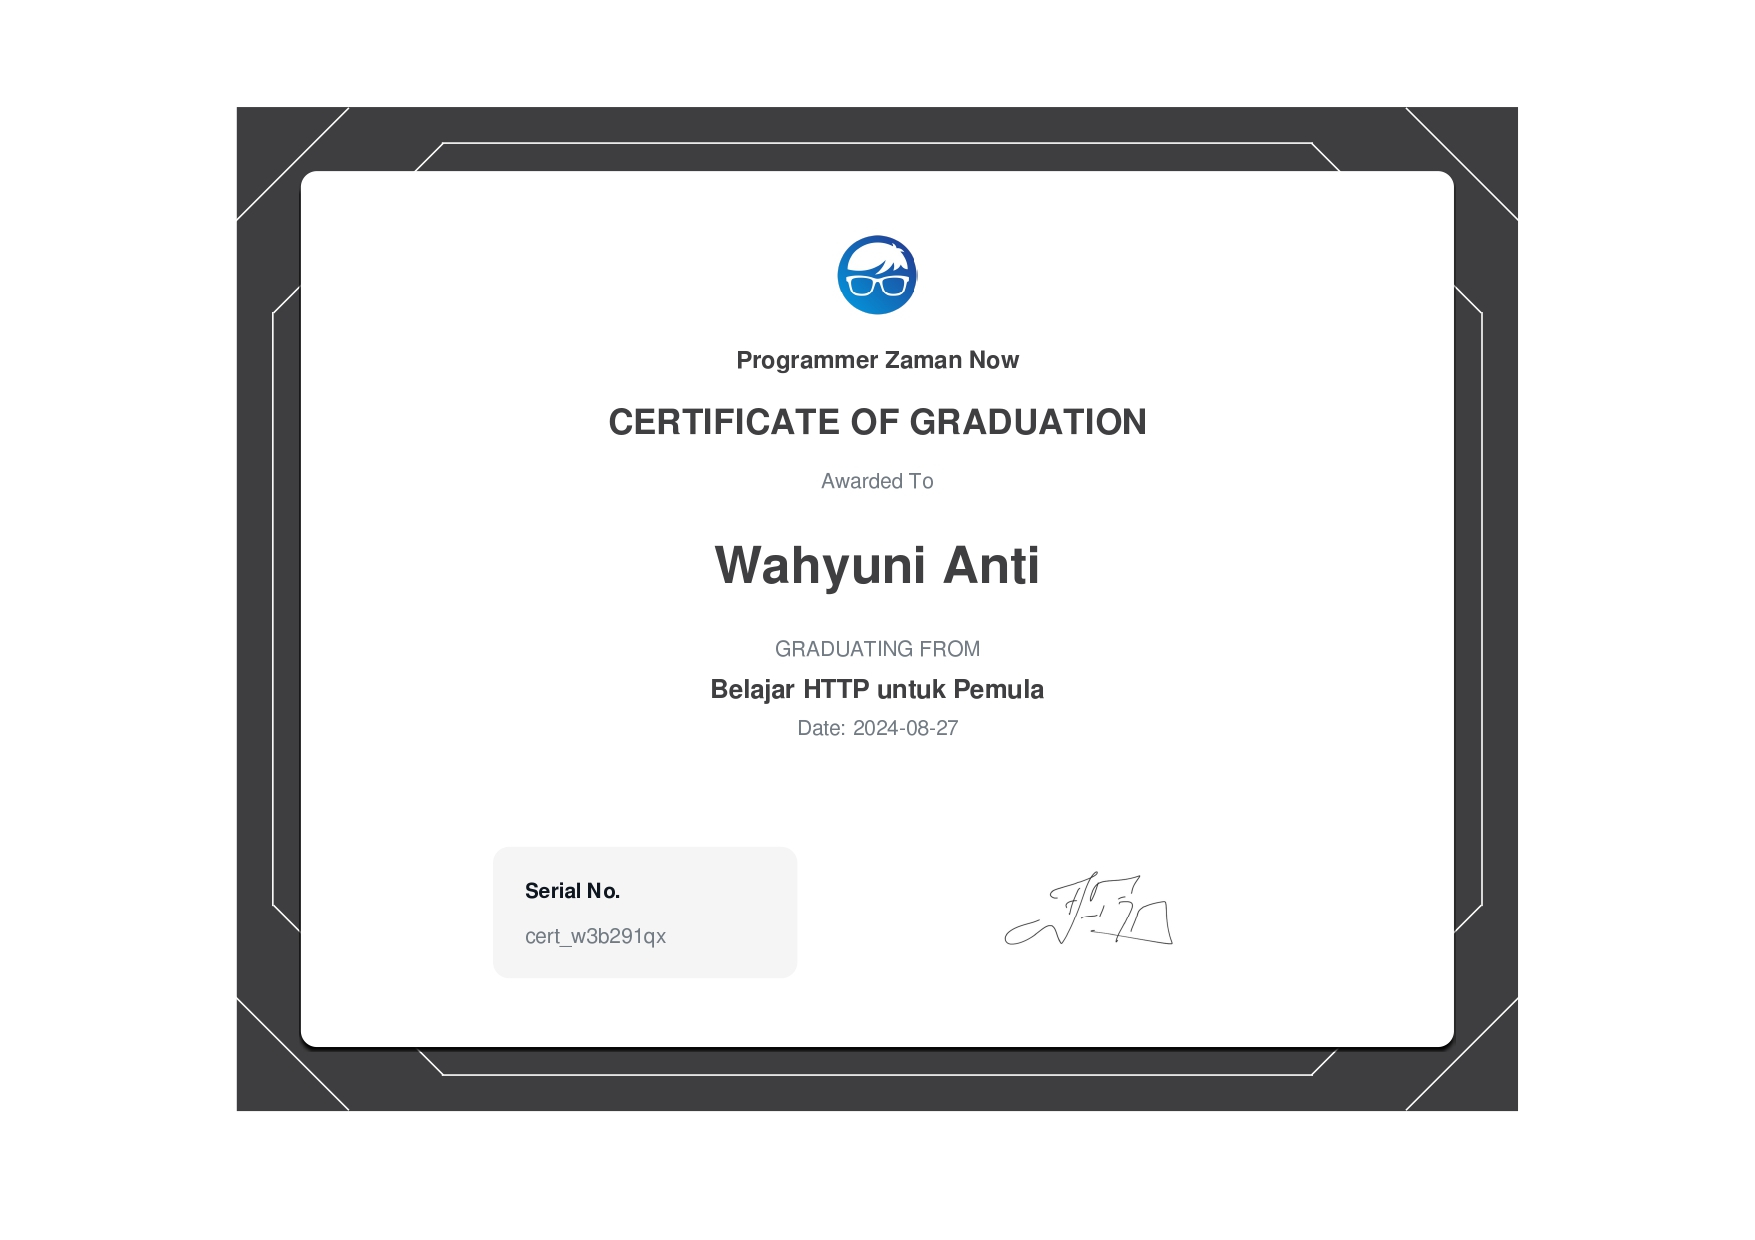 Programmer Zaman Now
CERTIFICATE OF GRADUATION
Awarded To
Wahyuni Anti
GRADUATING FROM
Belajar HTTP untuk Pemula
Date: 2024-08-27
Serial No.
cert_w3b291qx